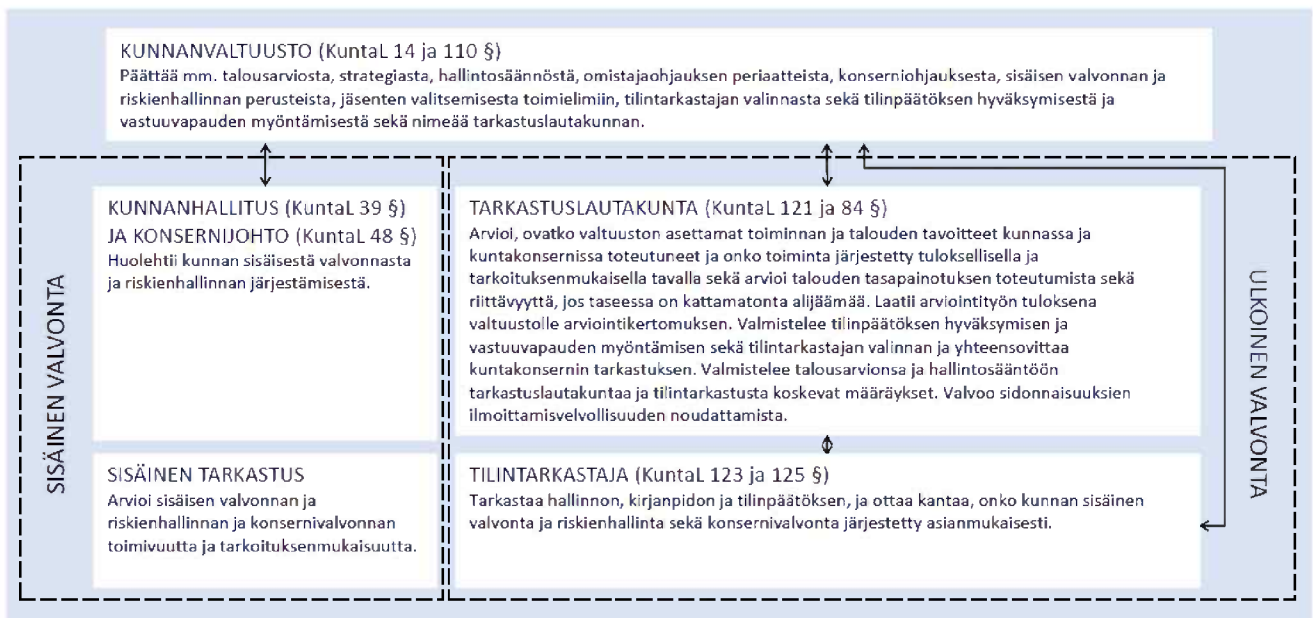 KUNNANVALTUUSTO (KuntaL 14 ja 110 §)
Päättää mm. talousarviosta, strategiasta, hallintosäännöstä, omistajaohjauksen periaatteista, konserniohjauksesta, sisäisen valvonnan ja
riskienhallinnan perusteista, jäsenten valitsemisesta toimielimiin, tilintarkastajan valinnasta sekä tilinpäätöksen hyväksymisestä ja
vastuuvapauden myöntämisestä sekä nimeää tarkastuslautakunnan.
SISÄINEN VALVONTA
KUNNANHALLITUS (KuntaL 39 §)
JA KONSERNIJOHTO (KuntaL 48 §)
Huolehtii kunnan sisäisestä valvonnasta
ja riskienhallinnan järjestämisestä.
SISÄINEN TARKASTUS
Arvioi sisäisen valvonnan ja
riskienhallinnan ja konsernivalvonnan
toimivuutta ja tarkoituksenmukaisuutta.
TARKASTUSLAUTAKUNTA (KuntaL 121 ja 84 §)
Arvioi, ovatko valtuuston asettamat toiminnan ja talouden tavoitteet kunnassa ja
kuntakonsernissa toteutuneet ja onko toiminta järjestetty tuloksellisella ja
tarkoituksenmukaisella tavalla sekä arvioi talouden tasapainotuksen toteutumista sekä
riittävyyttä, jos taseessa on kattamatonta alijäämää. Laatii arviointityön tuloksena
valtuustolle arviointikertomuksen. Valmistelee tilinpäätöksen hyväksymisen ja
vastuuvapauden myöntämisen sekä tilintarkastajan valinnan ja yhteensovittaa
kuntakonsernin tarkastuksen. Valmistelee talousarvionsa ja hallintosääntöön
tarkastuslautakuntaa ja tilintarkastusta koskevat määräykset. Valvoo sidonnaisuuksien
ilmoittamisvelvollisuuden noudattamista.
TILINTARKASTAJA (KuntaL 123 ja 125 §)
Tarkastaa hallinnon, kirjanpidon ja tilinpäätöksen, ja ottaa kantaa, onko kunnan sisäinen
valvonta ja riskienhallinta sekä konsernivalvonta järjestetty asianmukaisesti.
ULKOINEN VALVONTA